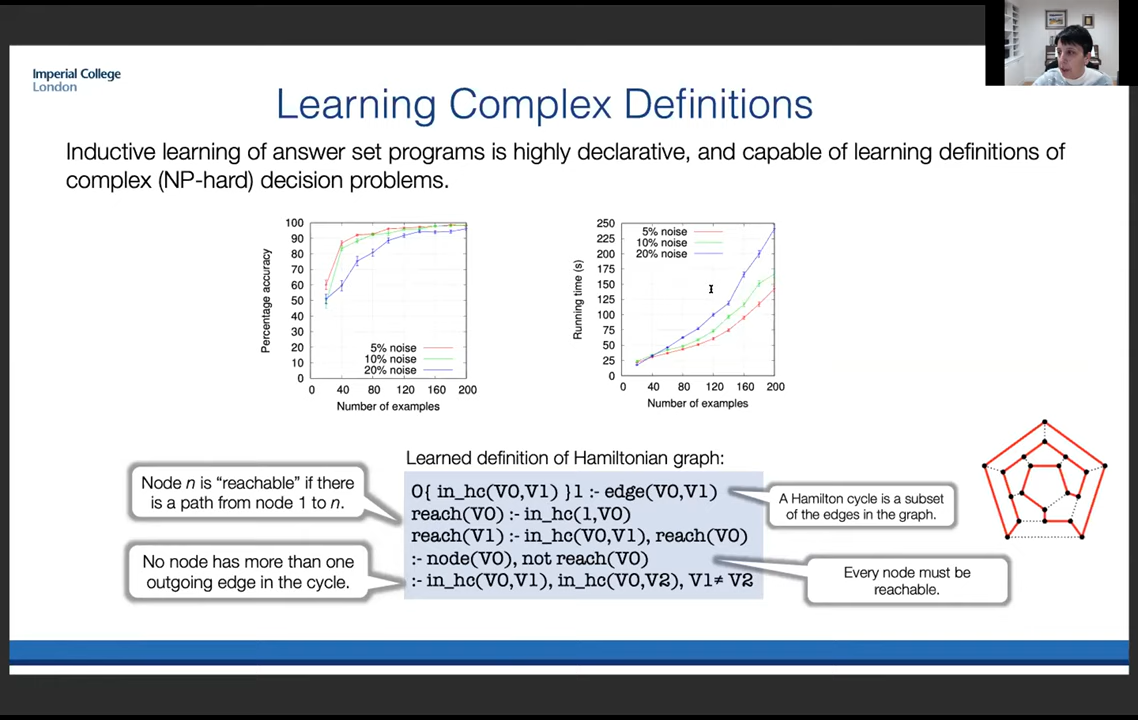 Imperial College
London
Learning Complex Definitions
Inductive learning of answer set programs is highly declarative, and capable of learning definitions of
complex (NP-hard) decision problems.
100
90
80
70
60
50
40
30
20
10
0
Percentage accuracy
5% noise
10% noise
20% noise
0 40 80 120 160 200
Number of examples
250
225
200
175
150
125
100
75
50
25
0
Running time (s)
5% noise
10% noise
20% noise
0 40 80 120 160 200
Number of examples
Learned definition of Hamiltonian graph:
0{ in_hc(V0,V1) }1 :- edge(V0,V1)
reach(V0) :- in_hc(1,V0)
reach(V1) :- in_hc(V0,V1), reach(V0)
:- node(V0), not reach(V0)
:- in_hc(V0,V1), in_hc(V0,V2), V1≠ V2
Node n is “reachable” if there
is a path from node 1 to n.
No node has more than one
outgoing edge in the cycle.
A Hamilton cycle is a subset
of the edges in the graph.
Every node must be
reachable.